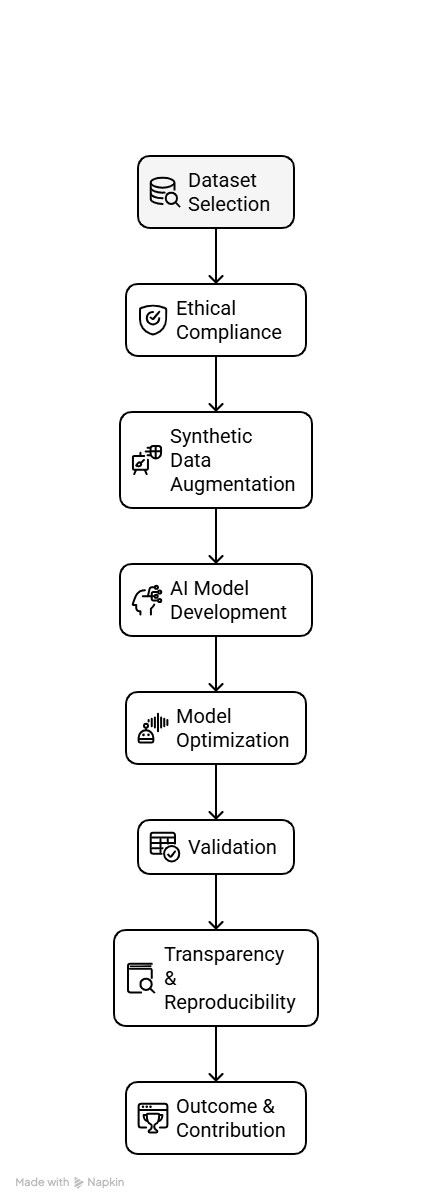 Dataset
Selection
Ethical
Compliance
Synthetic
Data
Augmentation
AI Model
Development
Model
Optimization
Validation
Transparency
&
Reproducibility
Outcome &
Contribution
Made with Napkin